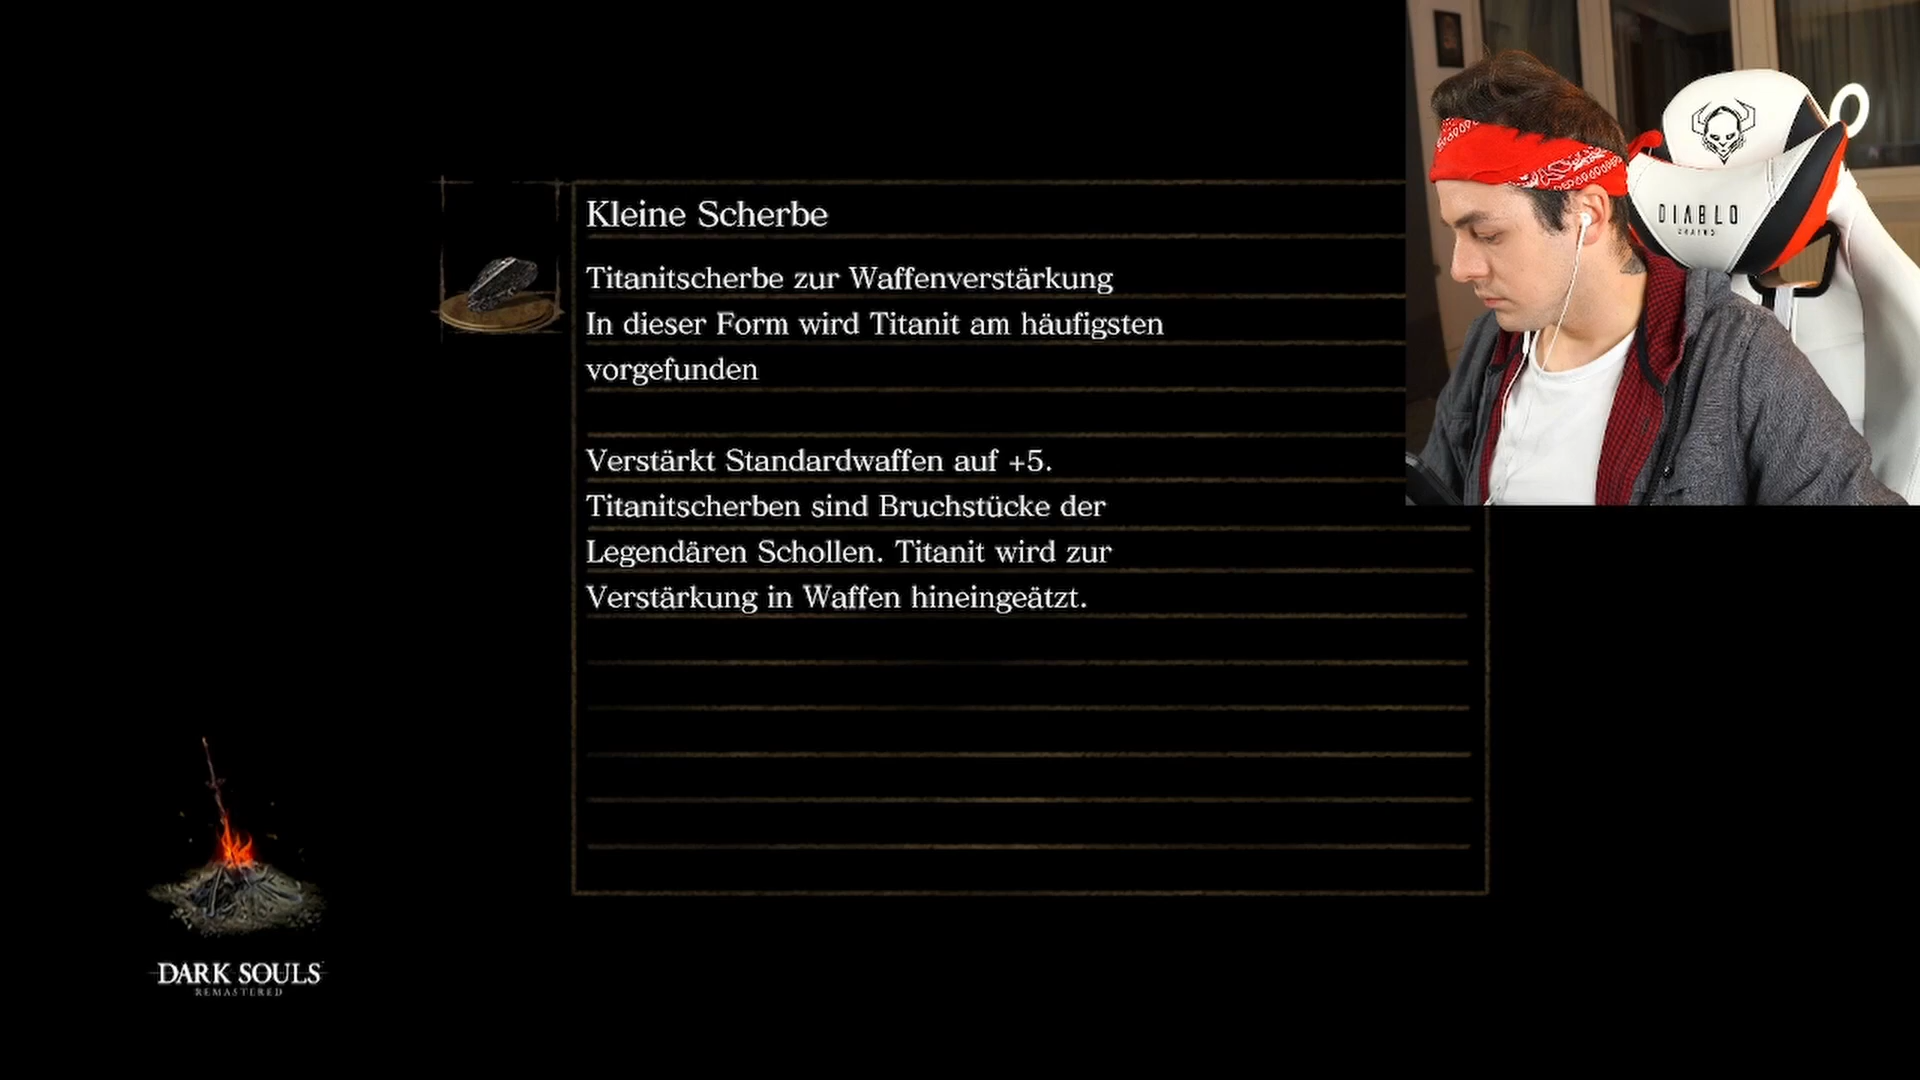 Kleine Scherbe
Titanitscherbe zur Waffenverstärkung
In dieser Form wird Titanit am häufigsten
vorgefunden
Verstärkt Standardwaffen auf +5.
Titanitscherben sind Bruchstücke der
Legendären Schollen. Titanit wird zur
Verstärkung in Waffen hineingeätzt.
DIABLO
CHAIRS
DARK SOULS
REMASTERED